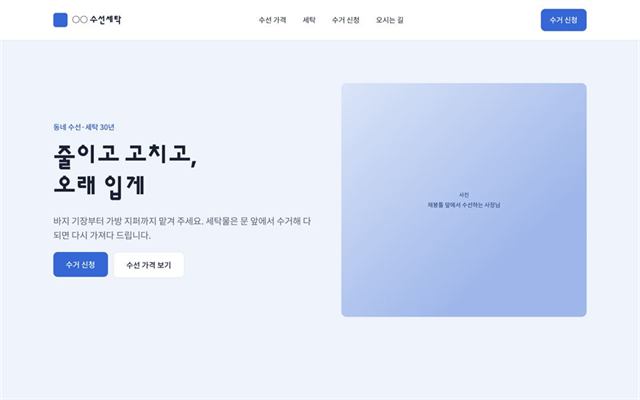 ○○ 수선세탁
수선 가격
세탁
수거 신청
오시는 길
수거 신청
동네 수선·세탁 30년
줄이고 고치고,
오래 입게
바지 기장부터 가방 지퍼까지 맡겨 주세요. 세탁물은 문 앞에서 수거해 다
되면 다시 가져다 드립니다.
수거 신청
수선 가격 보기
사진
재봉틀 앞에서 수선하는 사장님